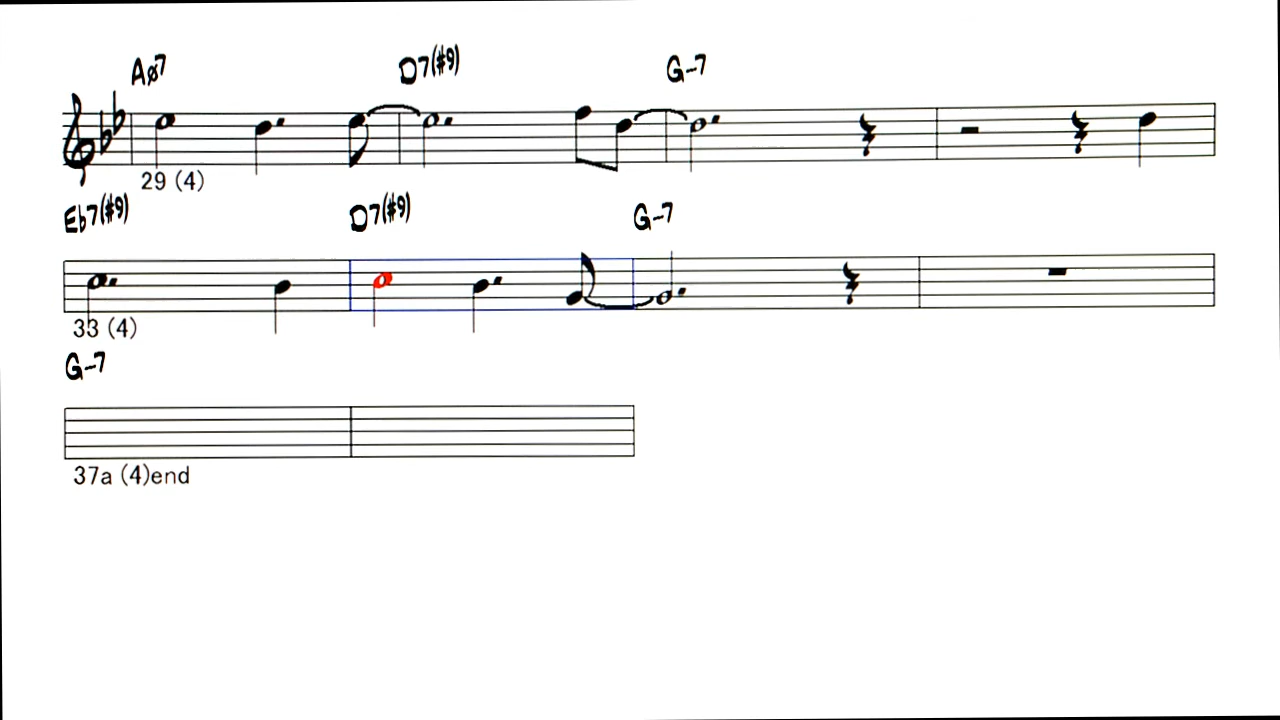 Aø7 D7(#9) G-7
29 (4)
Eb7(#9) D7(#9) G-7
33 (4)
G-7
37a (4)end